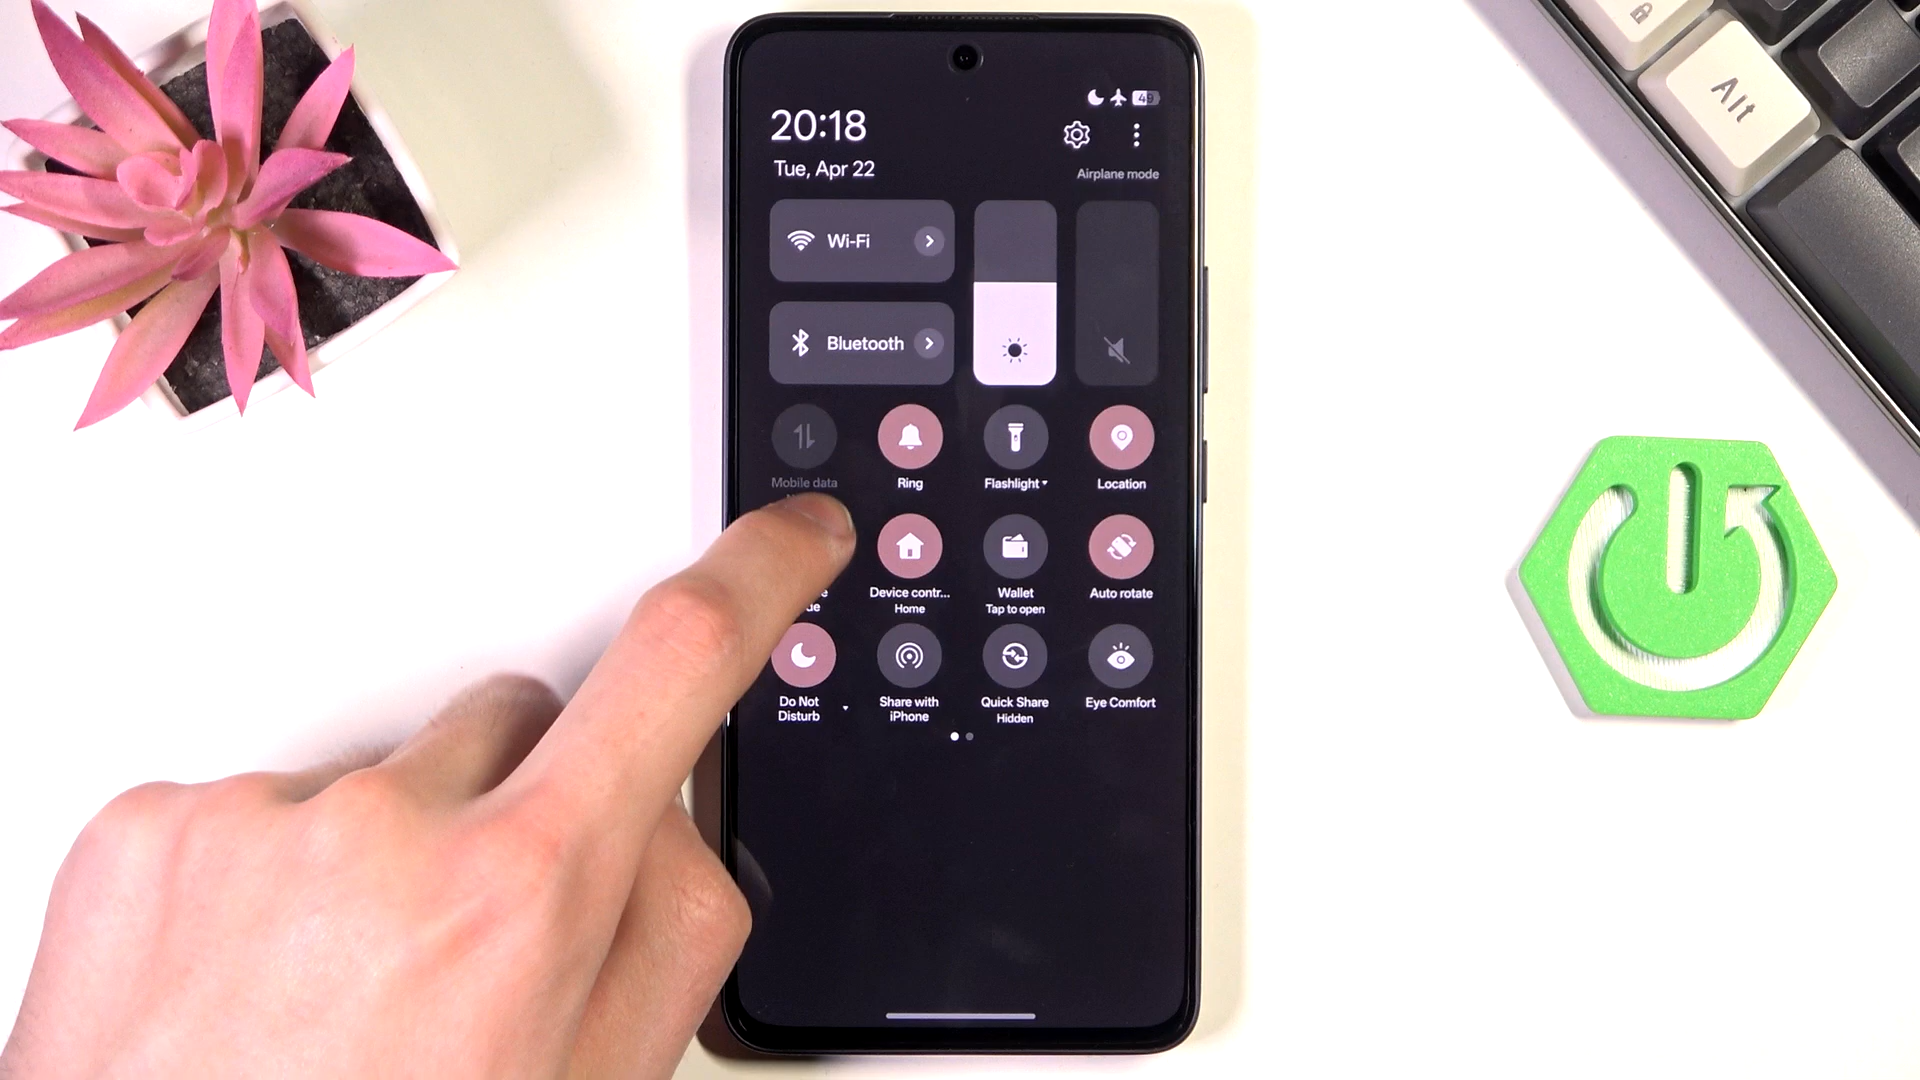 Alt
49
20:18
Tue, Apr 22
Airplane mode
Wi-Fi
Bluetooth
Mobile data
Ring
Flashlight
Location
Device contr...
Home
Wallet
Tap to open
Auto rotate
Do Not
Disturb
Share with
iPhone
Quick Share
Hidden
Eye Comfort